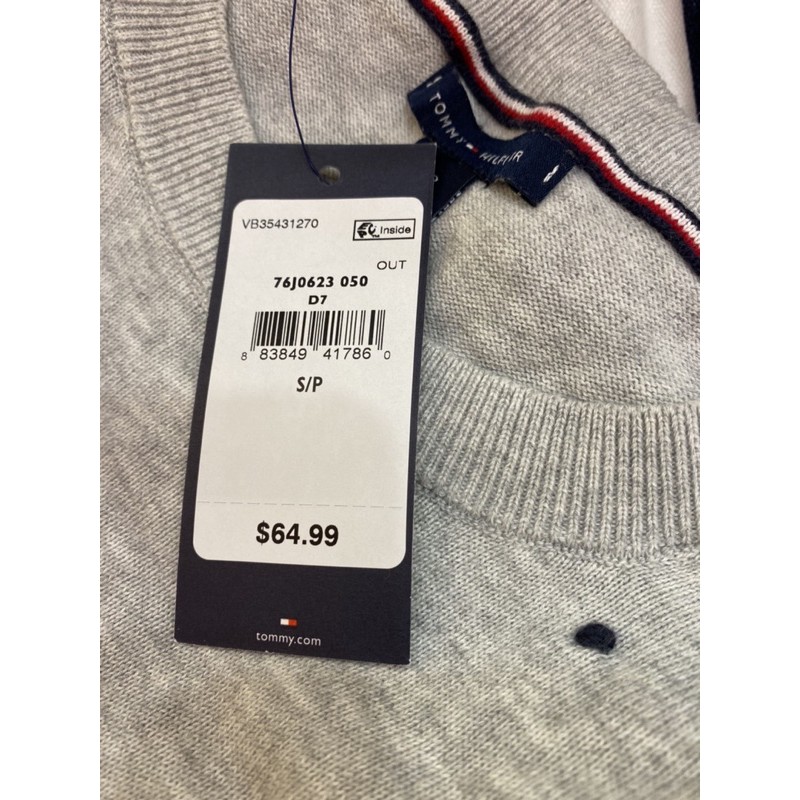 TOMMY HILFIGER
VB35431270
Inside
OUT
76J0623 050
D7
8 83849 41786 0
S/P
$64.99
tommy.com